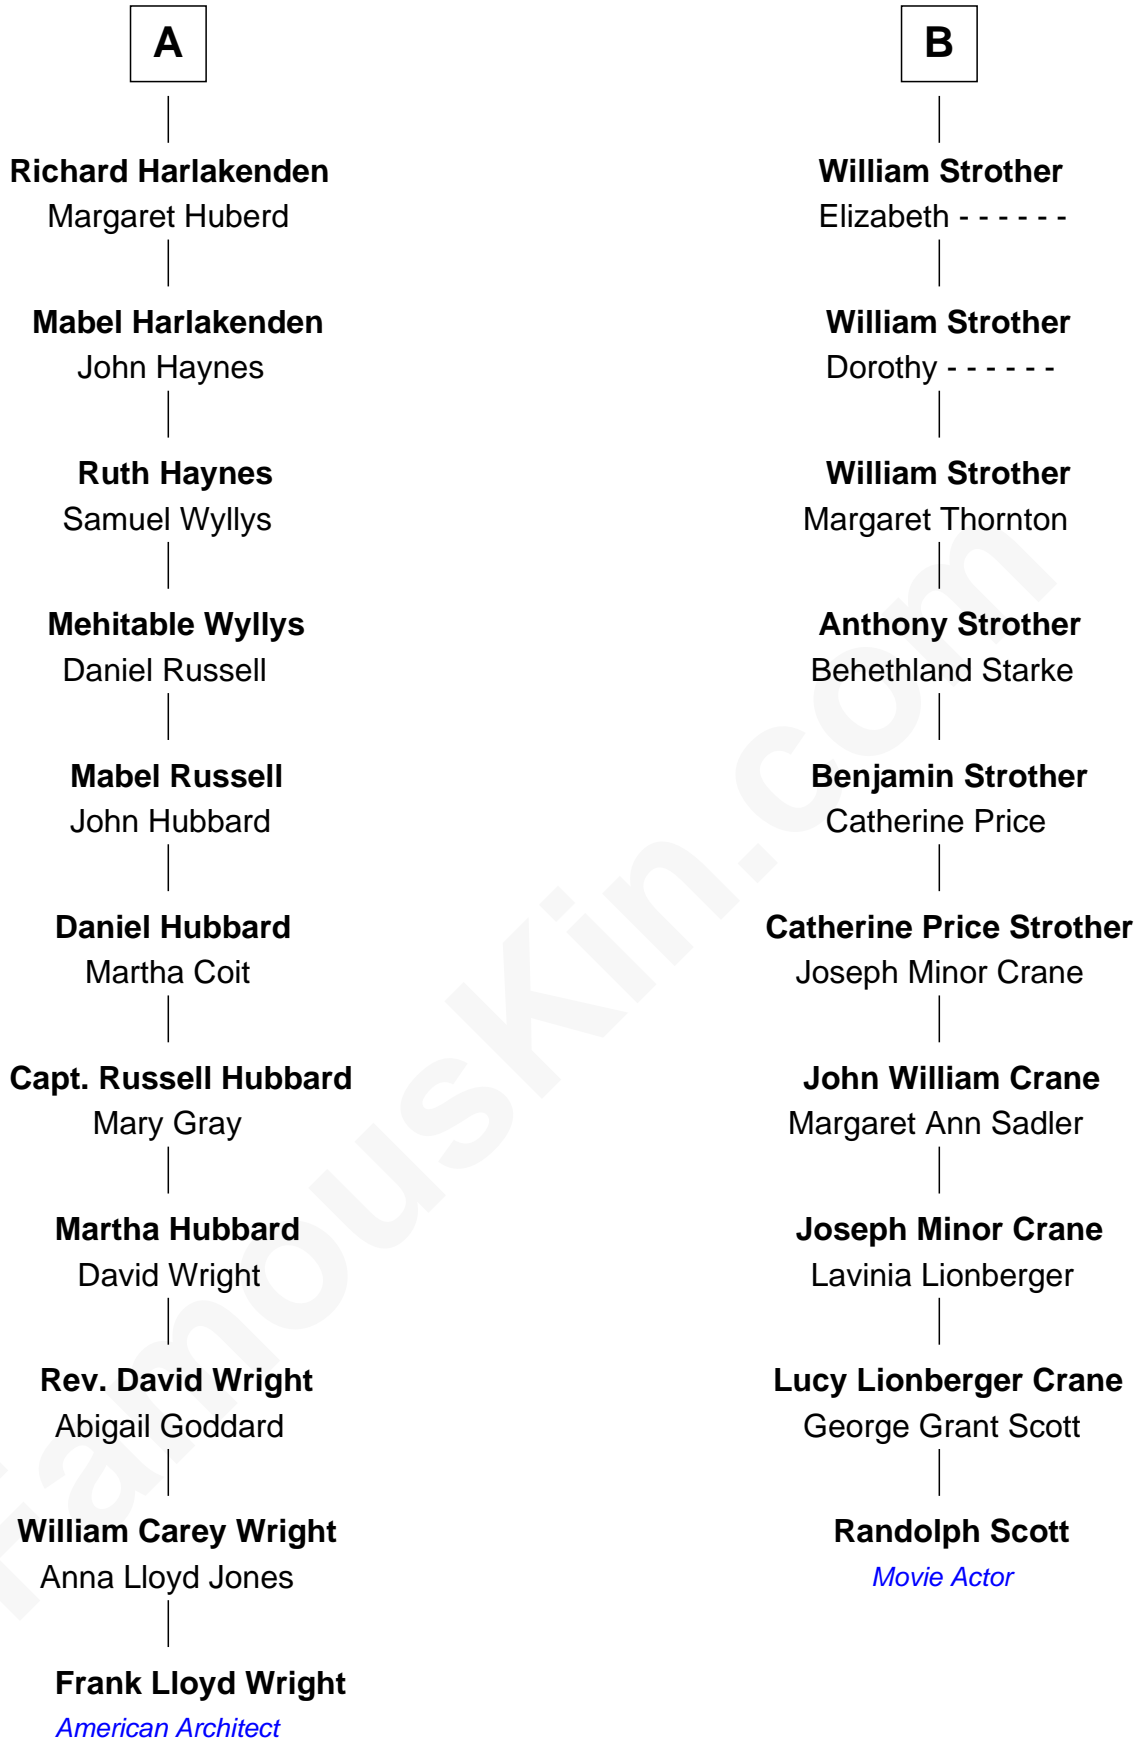 A
Richard Harlakenden
Margaret Huberd
Mabel Harlakenden
John Haynes
Ruth Haynes
Samuel Wyllys
Mehitable Wyllys
Daniel Russell
Mabel Russell
John Hubbard
Daniel Hubbard
Martha Coit
Capt. Russell Hubbard
Mary Gray
Martha Hubbard
David Wright
Rev. David Wright
Abigail Goddard
William Carey Wright
Anna Lloyd Jones
Frank Lloyd Wright
American Architect
B
William Strother
Elizabeth - - - - - -
William Strother
Dorothy - - - - - -
William Strother
Margaret Thornton
Anthony Strother
Behethland Starke
Benjamin Strother
Catherine Price
Catherine Price Strother
Joseph Minor Crane
John William Crane
Margaret Ann Sadler
Joseph Minor Crane
Lavinia Lionberger
Lucy Lionberger Crane
George Grant Scott
Randolph Scott
Movie Actor
FamousKin.com